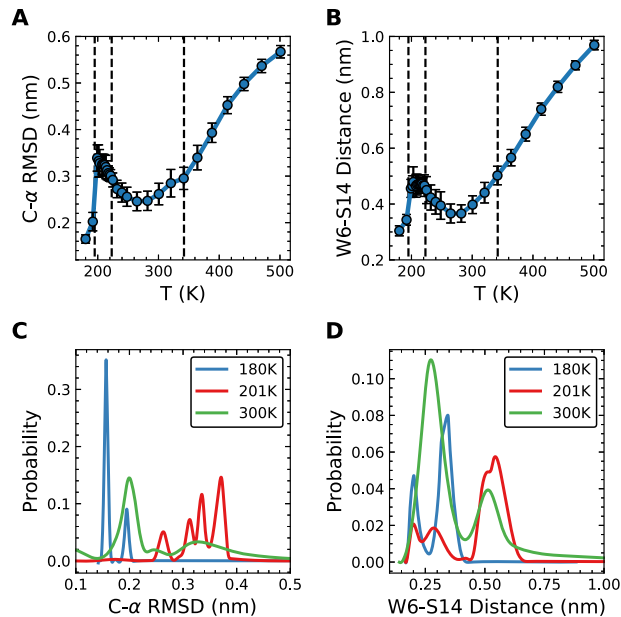 A
C-α RMSD (nm)
0.6
0.5
0.4
0.3
0.2
200 300 400 500
T (K)
B
W6-S14 Distance (nm)
1.0
0.8
0.6
0.4
0.2
200 300 400 500
T (K)
C
Probability
0.3
0.2
0.1
0.0
180K
201K
300K
0.1 0.2 0.3 0.4 0.5
C-α RMSD (nm)
D
Probability
0.10
0.08
0.06
0.04
0.02
0.00
180K
201K
300K
0.25 0.50 0.75 1.00
W6-S14 Distance (nm)